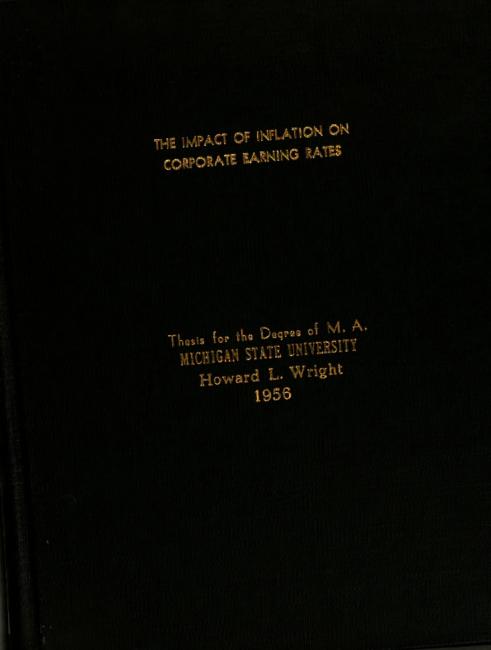 THE IMPACT OF INFLATION ON
CORPORATE EARNING RATES
Thesis for the Degree of M. A.
MICHIGAN STATE UNIVERSITY
Howard L. Wright
1956